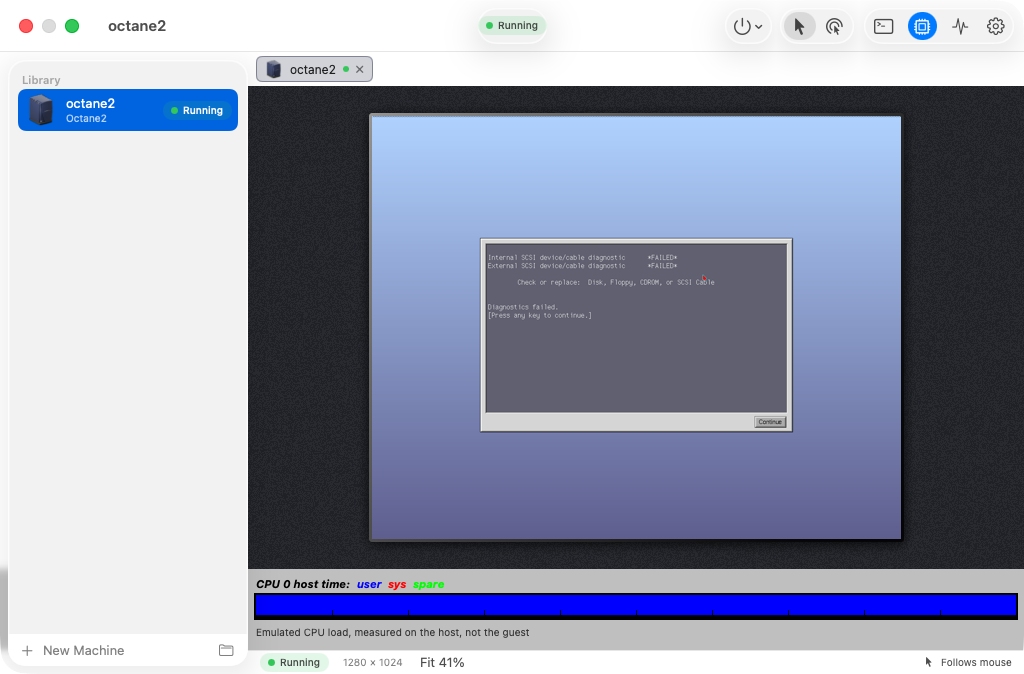 octane2
Running
Library
octane2
Octane2
Running
octane2
Internal SCSI device/cable diagnostic *FAILED*
External SCSI device/cable diagnostic *FAILED*
Check or replace: Disk, Floppy, CDROM, or SCSI Cable
Diagnostics failed.
[Press any key to continue.]
Continue
CPU 0 host time: user sys spare
Emulated CPU load, measured on the host, not the guest
New Machine
Running
1280 × 1024
Fit 41%
Follows mouse